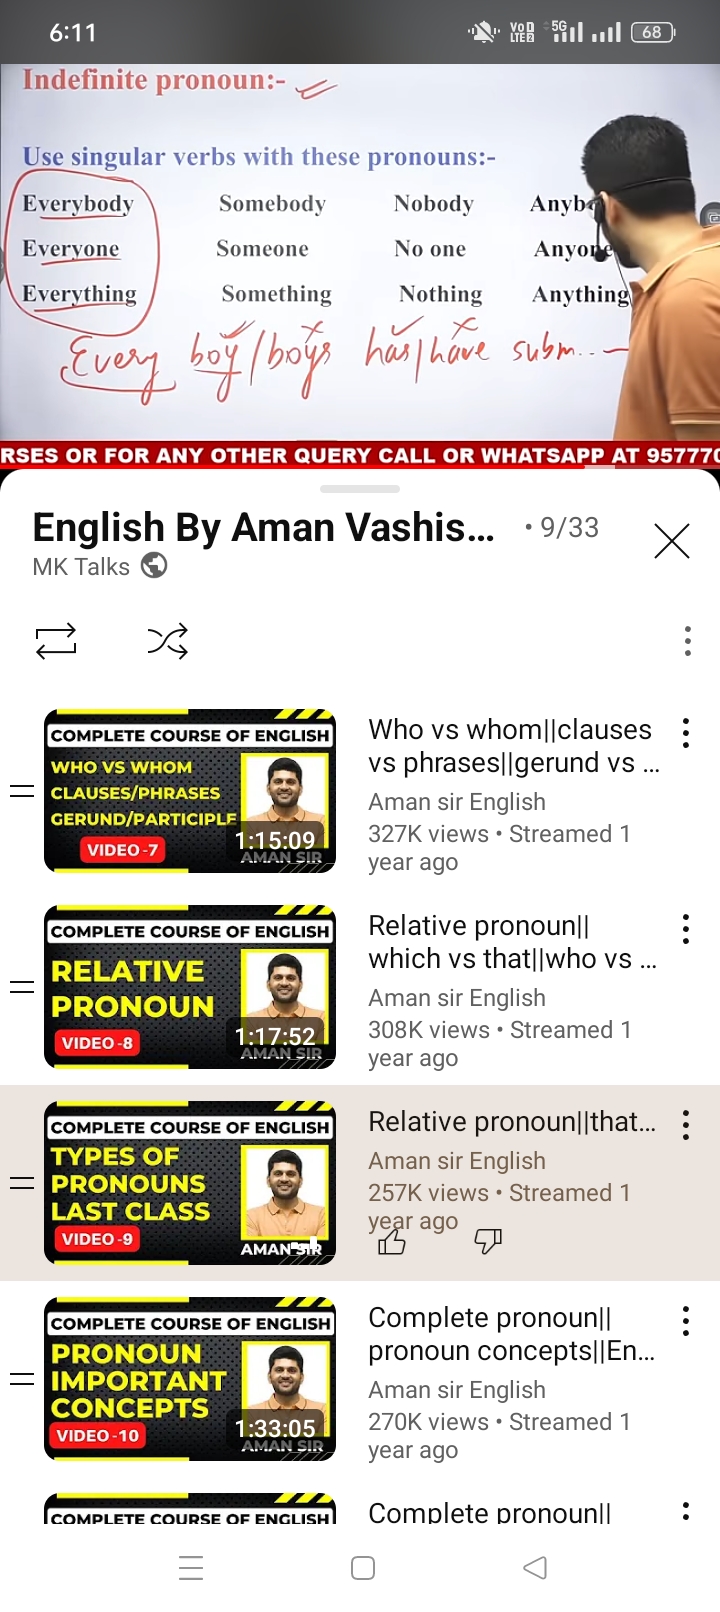 6:11
VoD LTE2 5G 68
Indefinite pronoun:-
Use singular verbs with these pronouns:-
Everybody Somebody Nobody Anyb
Everyone Someone No one Anyone
Everything Something Nothing Anything
Every boy/boys has/have subm..
RSES OR FOR ANY OTHER QUERY CALL OR WHATSAPP AT 95777
English By Aman Vashis... • 9/33
MK Talks
COMPLETE COURSE OF ENGLISH
WHO VS WHOM
CLAUSES/PHRASES
GERUND/PARTICIPLE
VIDEO-7
1:15:09
AMAN SIR
Who vs whom||clauses
vs phrases||gerund vs ...
Aman sir English
327K views • Streamed 1
year ago
COMPLETE COURSE OF ENGLISH
RELATIVE
PRONOUN
VIDEO-8
1:17:52
AMAN SIR
Relative pronoun||
which vs that||who vs ...
Aman sir English
308K views • Streamed 1
year ago
COMPLETE COURSE OF ENGLISH
TYPES OF
PRONOUNS
LAST CLASS
VIDEO-9
AMAN SIR
Relative pronoun||that...
Aman sir English
257K views • Streamed 1
year ago
COMPLETE COURSE OF ENGLISH
PRONOUN
IMPORTANT
CONCEPTS
VIDEO-10
1:33:05
AMAN SIR
Complete pronoun||
pronoun concepts||En...
Aman sir English
270K views • Streamed 1
year ago
COMPLETE COURSE OF ENGLISH
Complete pronoun||